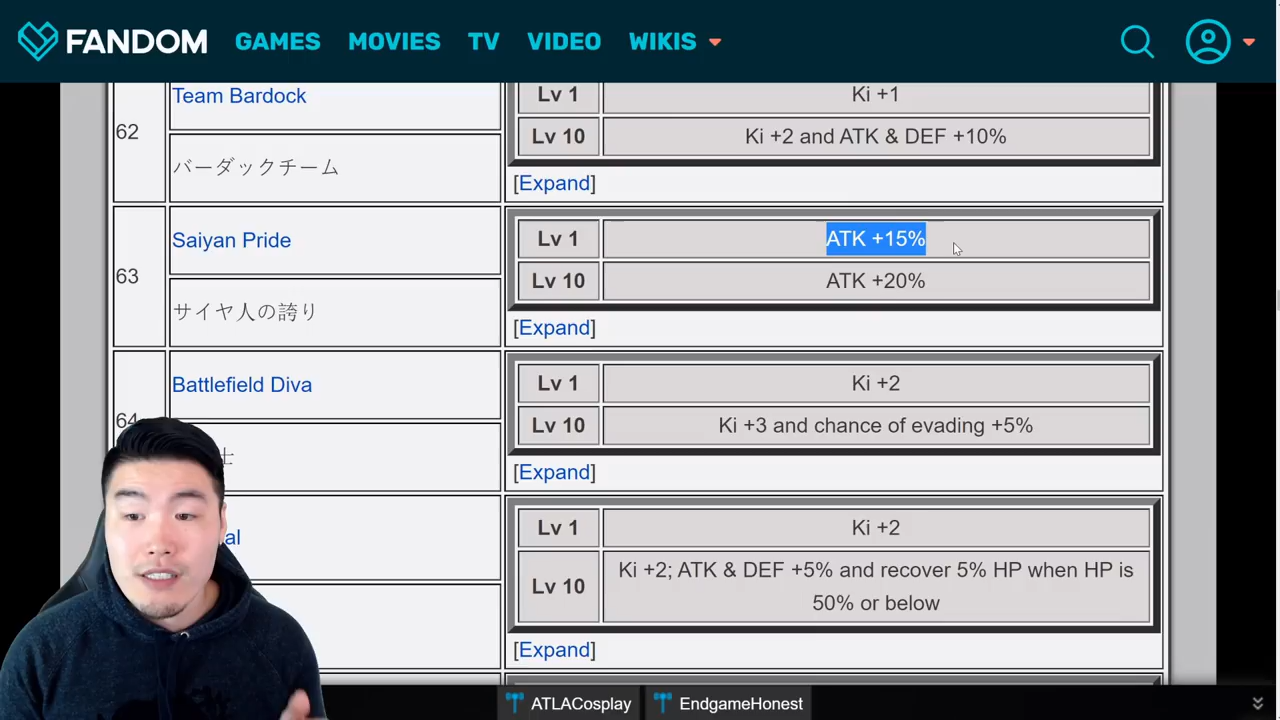 FANDOM GAMES MOVIES TV VIDEO WIKIS
62
Team Bardock
バーダックチーム
Lv 1 Ki +1
Lv 10 Ki +2 and ATK & DEF +10%
[Expand]
63
Saiyan Pride
サイヤ人の誇り
Lv 1 ATK +15%
Lv 10 ATK +20%
[Expand]
64
Battlefield Diva
士
Lv 1 Ki +2
Lv 10 Ki +3 and chance of evading +5%
[Expand]
al
Lv 1 Ki +2
Lv 10 Ki +2; ATK & DEF +5% and recover 5% HP when HP is
50% or below
[Expand]
ATLACosplay EndgameHonest